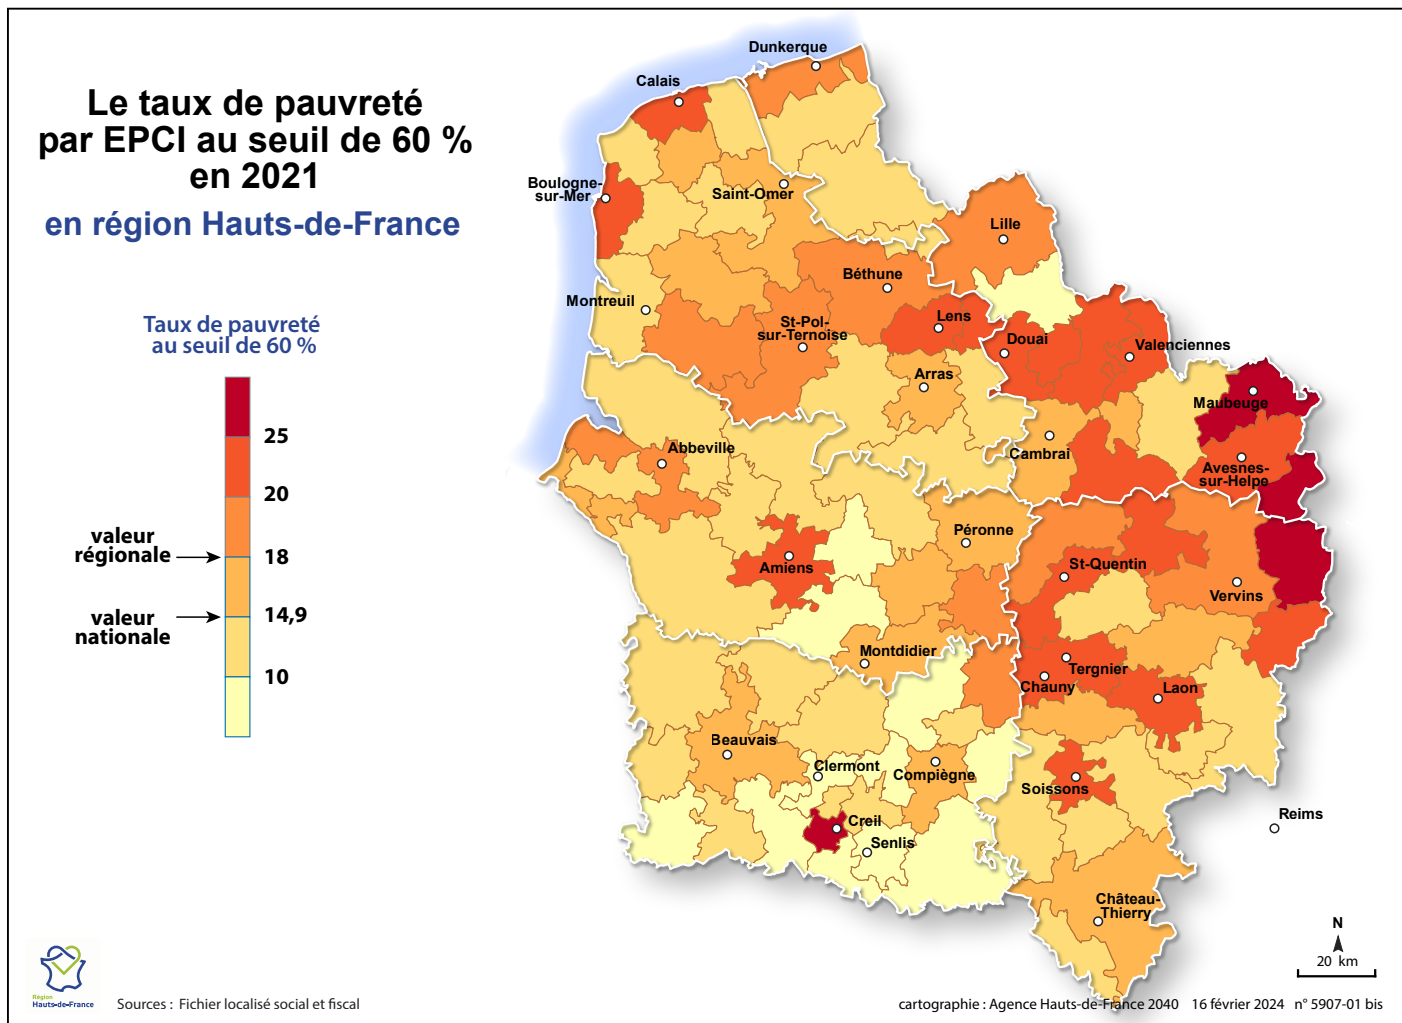 Le taux de pauvreté
par EPCI au seuil de 60 %
en 2021
en région Hauts-de-France
Taux de pauvreté
au seuil de 60 %
25
20
valeur
régionale
18
valeur
nationale
14,9
10
Dunkerque
Calais
Boulogne-
sur-Mer
Saint-Omer
Lille
Béthune
Montreuil
St-Pol-
sur-Ternoise
Lens
Douai
Valenciennes
Arras
Maubeuge
Cambrai
Avesnes-
sur-Helpe
Abbeville
Péronne
Amiens
St-Quentin
Vervins
Montdidier
Tergnier
Chauny
Laon
Beauvais
Clermont
Compiègne
Soissons
Creil
Senlis
Reims
Château-
Thierry
N
20 km
Région
Hauts-de-France
Sources : Fichier localisé social et fiscal
cartographie : Agence Hauts-de-France 2040 16 février 2024 n° 5907-01 bis